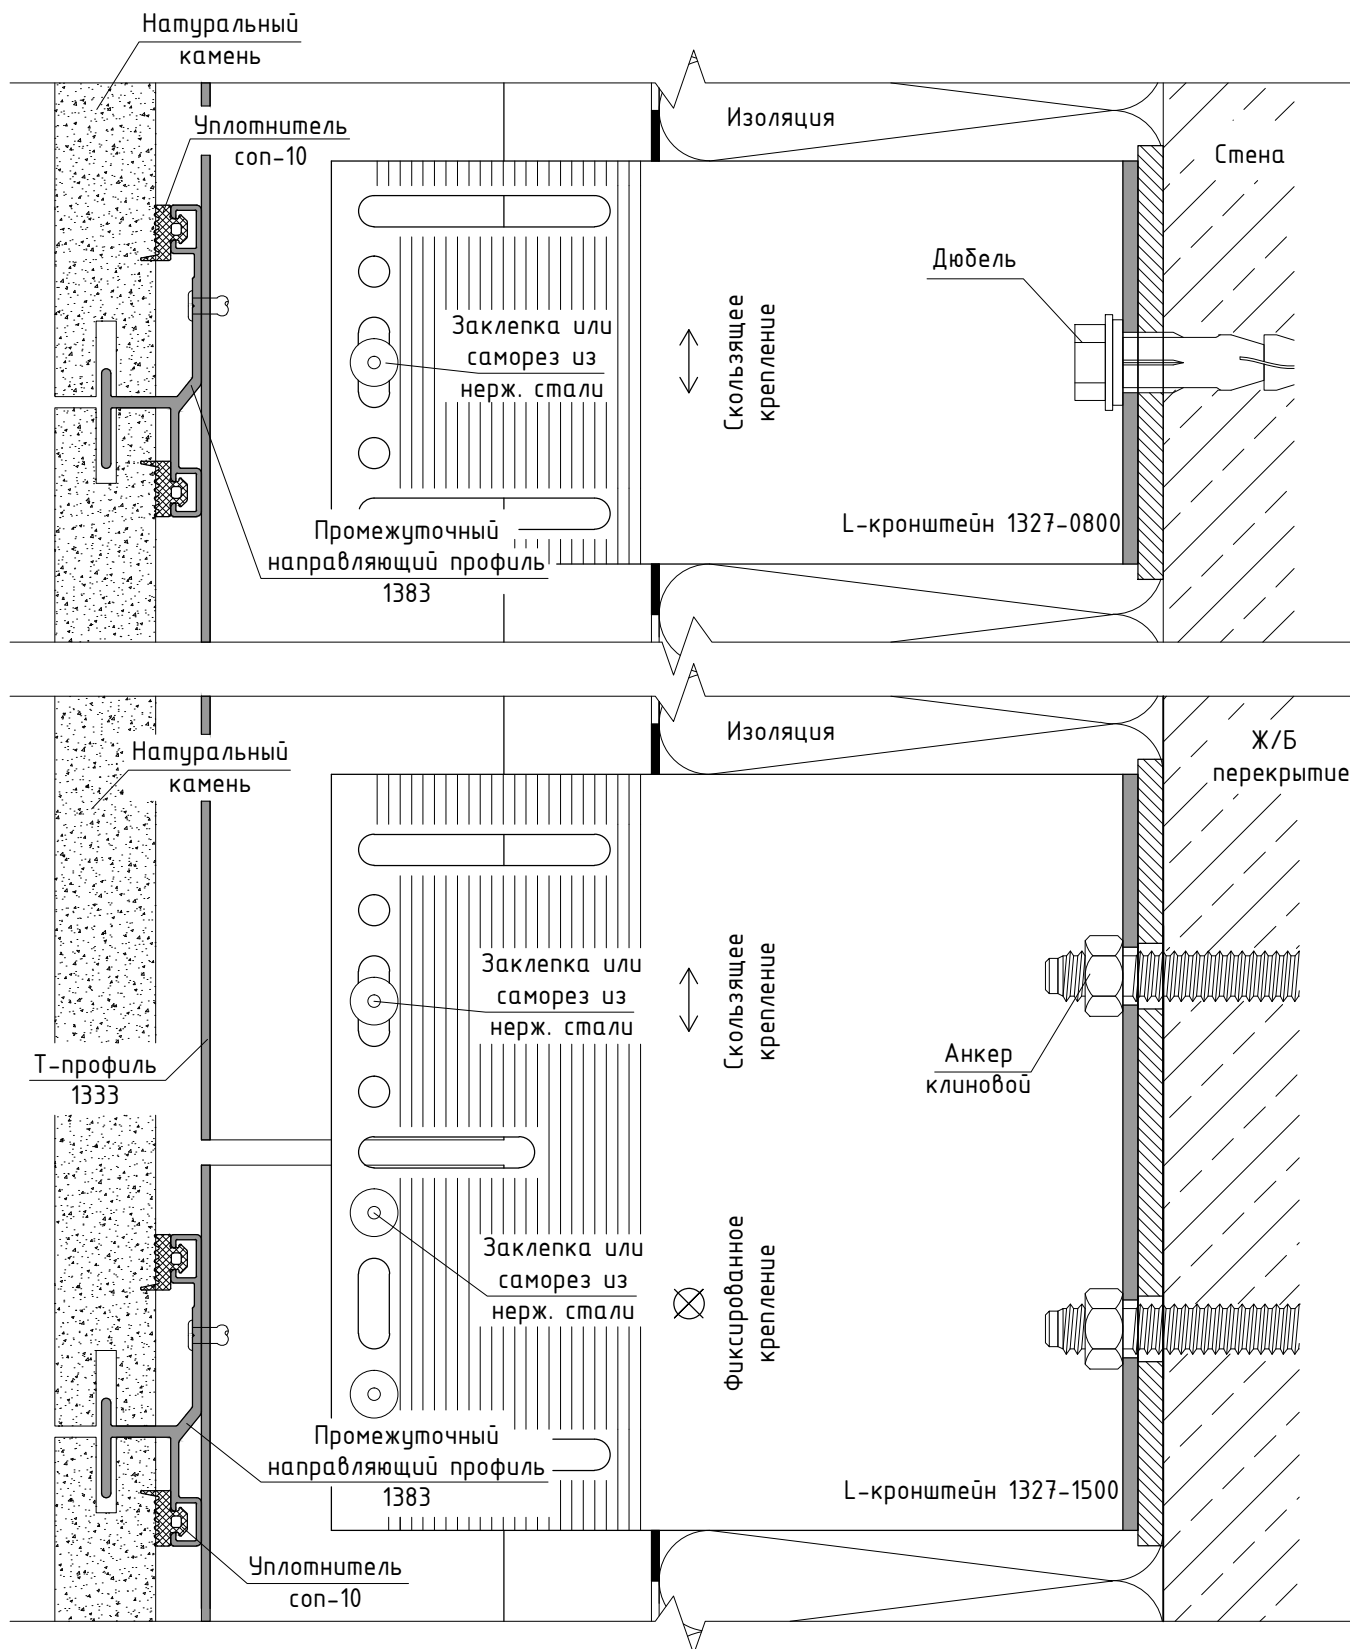 Натуральный
камень
Уплотнитель
соп-10
Изоляция
Стена
Дюбель
Заклепка или
саморез из
нерж. стали
Скользящее
крепление
L-кронштейн 1327-0800
Промежуточный
направляющий профиль
1383
Изоляция
Ж/Б
перекрытие
Натуральный
камень
Заклепка или
саморез из
нерж. стали
Скользящее
крепление
Т-профиль
1333
Анкер
клиновой
Заклепка или
саморез из
нерж. стали
Фиксированное
крепление
Промежуточный
направляющий профиль
1383
L-кронштейн 1327-1500
Уплотнитель
соп-10